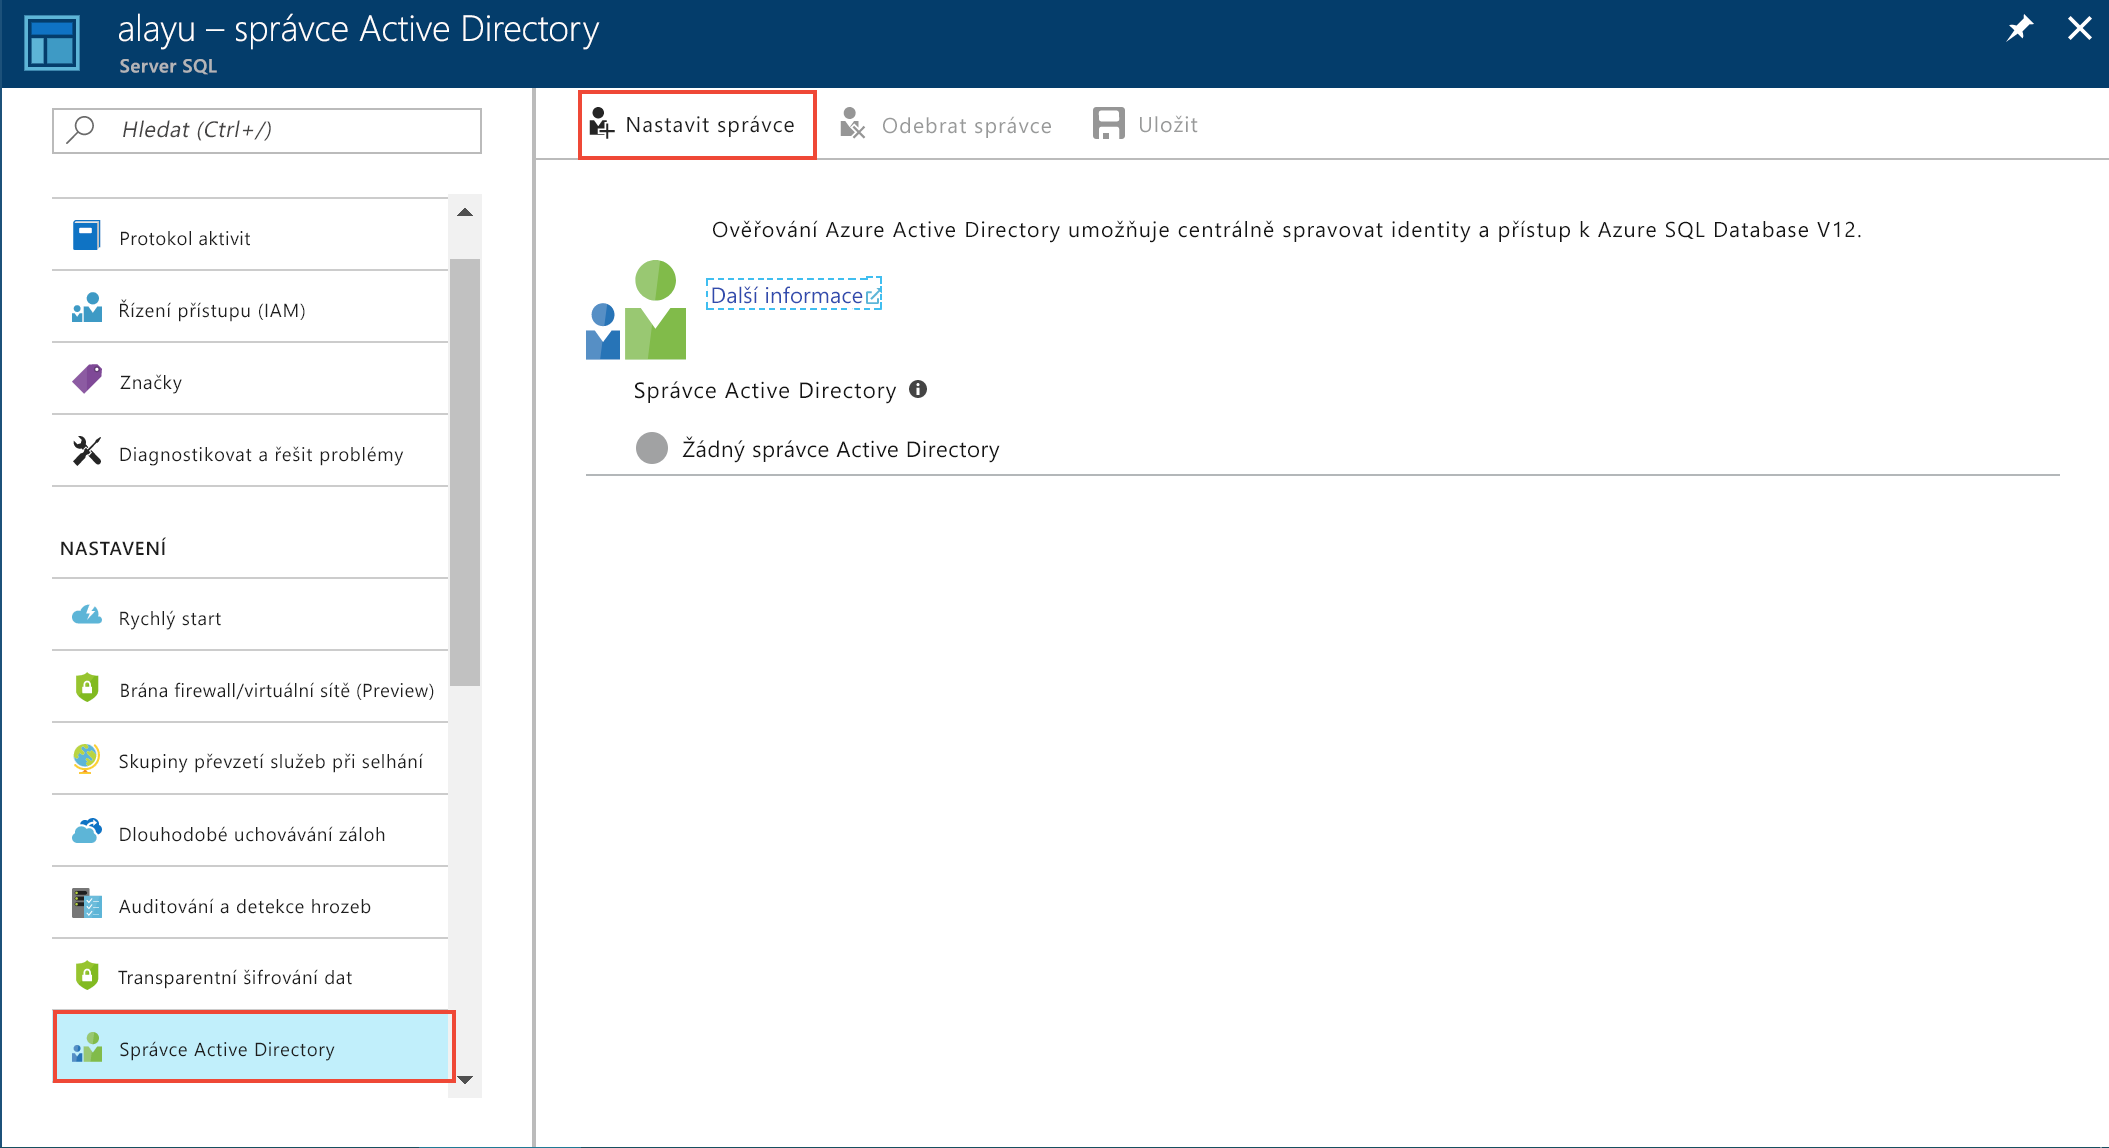 alayu – správce Active Directory
Server SQL
Hledat (Ctrl+/)
Protokol aktivit
Řízení přístupu (IAM)
Značky
Diagnostikovat a řešit problémy
NASTAVENÍ
Rychlý start
Brána firewall/virtuální sítě (Preview)
Skupiny převzetí služeb při selhání
Dlouhodobé uchovávání záloh
Auditování a detekce hrozeb
Transparentní šifrování dat
Správce Active Directory
Nastavit správce
Odebrat správce
Uložit
Ověřování Azure Active Directory umožňuje centrálně spravovat identity a přístup k Azure SQL Database V12.
Další informace
Správce Active Directory
Žádný správce Active Directory